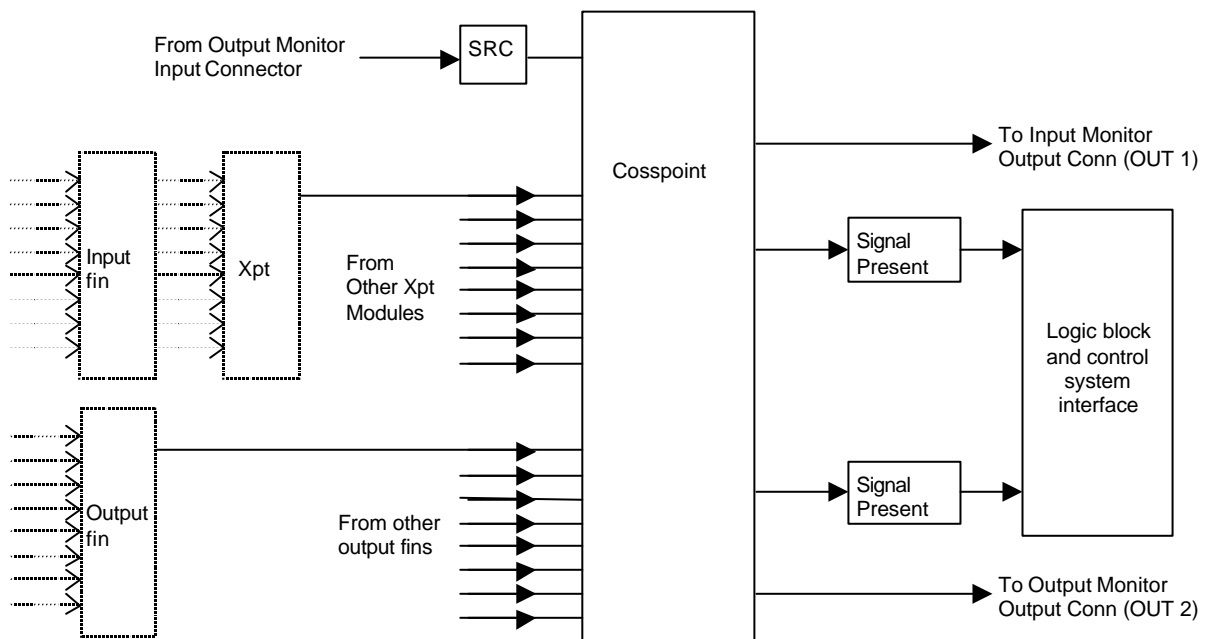 From Output Monitor
Input Connector
SRC
To Input Monitor
Output Conn (OUT 1)
Cosspoint
Input
fin
Xpt
From
Other Xpt
Modules
Signal
Present
Logic block
and control
system
interface
Output
fin
From other
output fins
Signal
Present
To Output Monitor
Output Conn (OUT 2)